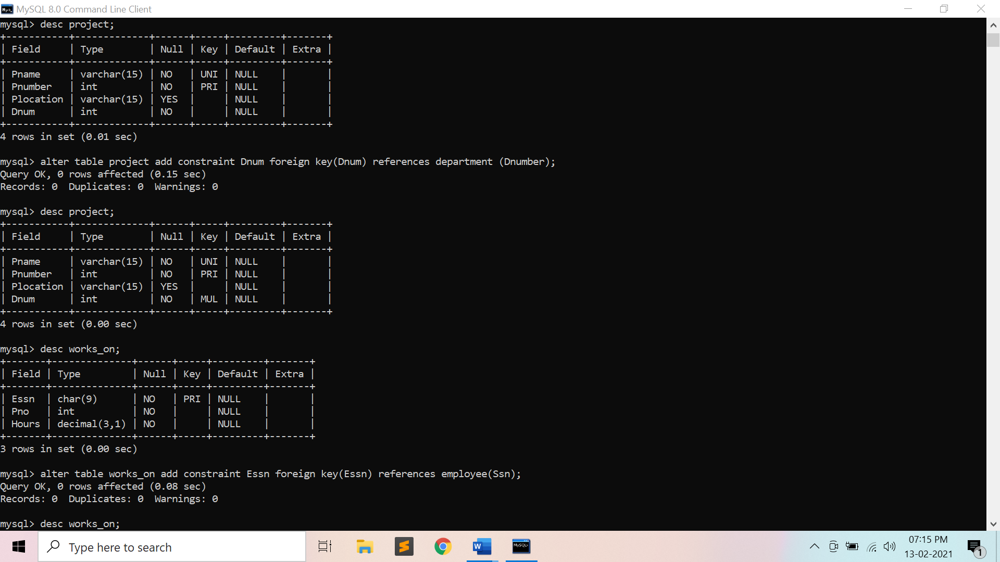 MySQL 8.0 Command Line Client
mysql> desc project;
+-----------+-------------+------+-----+---------+-------+
| Field     | Type        | Null | Key | Default | Extra |
+-----------+-------------+------+-----+---------+-------+
| Pname     | varchar(15) | NO   | UNI | NULL    |       |
| Pnumber   | int         | NO   | PRI | NULL    |       |
| Plocation | varchar(15) | YES  |     | NULL    |       |
| Dnum      | int         | NO   |     | NULL    |       |
+-----------+-------------+------+-----+---------+-------+
4 rows in set (0.01 sec)
mysql> alter table project add constraint Dnum foreign key(Dnum) references department (Dnumber);
Query OK, 0 rows affected (0.15 sec)
Records: 0  Duplicates: 0  Warnings: 0
mysql> desc project;
+-----------+-------------+------+-----+---------+-------+
| Field     | Type        | Null | Key | Default | Extra |
+-----------+-------------+------+-----+---------+-------+
| Pname     | varchar(15) | NO   | UNI | NULL    |       |
| Pnumber   | int         | NO   | PRI | NULL    |       |
| Plocation | varchar(15) | YES  |     | NULL    |       |
| Dnum      | int         | NO   | MUL | NULL    |       |
+-----------+-------------+------+-----+---------+-------+
4 rows in set (0.00 sec)
mysql> desc works_on;
+-------+--------------+------+-----+---------+-------+
| Field | Type         | Null | Key | Default | Extra |
+-------+--------------+------+-----+---------+-------+
| Essn  | char(9)      | NO   | PRI | NULL    |       |
| Pno   | int          | NO   |     | NULL    |       |
| Hours | decimal(3,1) | NO   |     | NULL    |       |
+-------+--------------+------+-----+---------+-------+
3 rows in set (0.00 sec)
mysql> alter table works_on add constraint Essn foreign key(Essn) references employee(Ssn);
Query OK, 0 rows affected (0.08 sec)
Records: 0  Duplicates: 0  Warnings: 0
mysql> desc works_on;
Type here to search
W
MySQL>
07:15 PM
13-02-2021
1